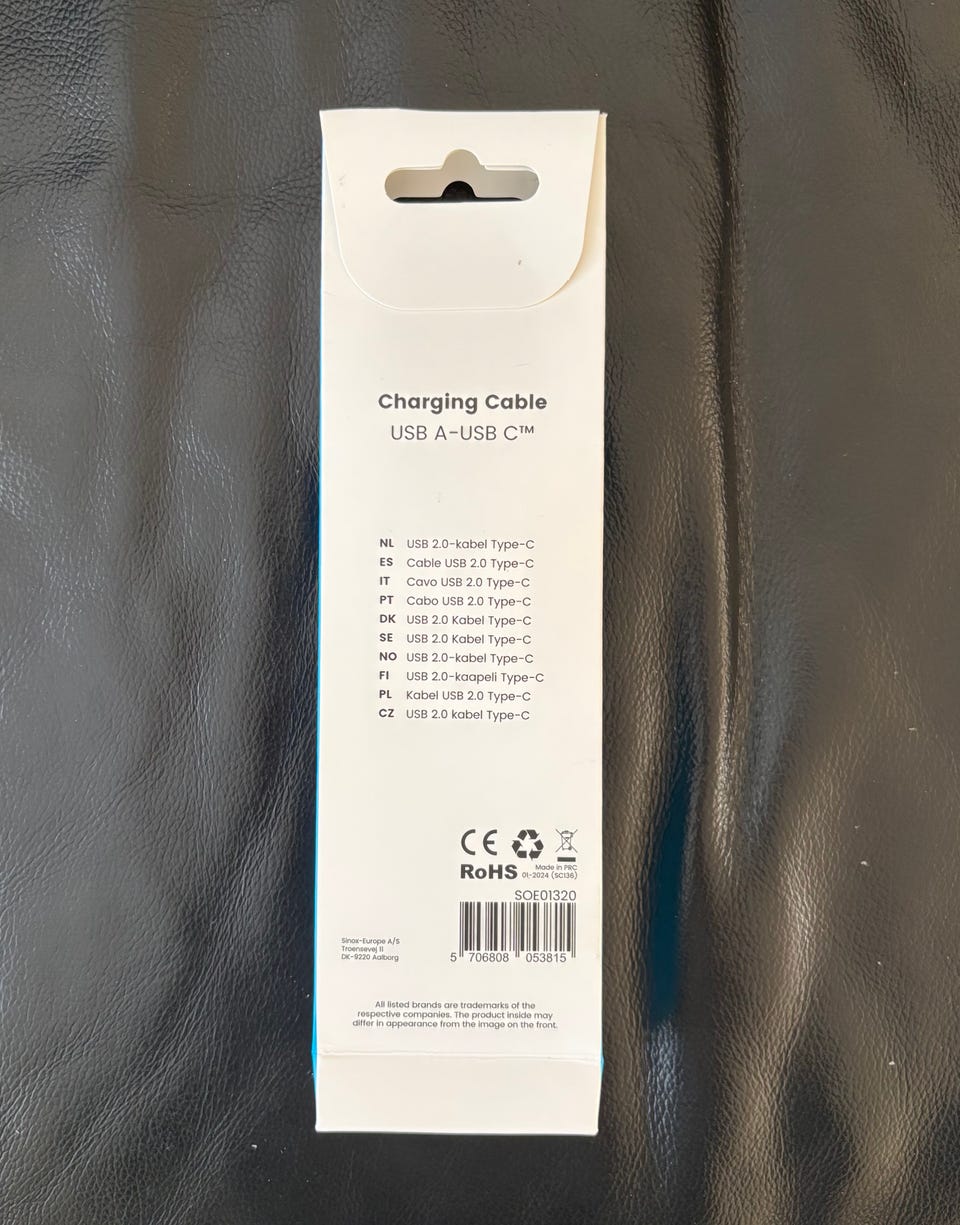 Charging Cable
USB A-USB C™
NL USB 2.0-kabel Type-C
ES Cable USB 2.0 Type-C
IT Cavo USB 2.0 Type-C
PT Cabo USB 2.0 Type-C
DK USB 2.0 Kabel Type-C
SE USB 2.0 Kabel Type-C
NO USB 2.0-kabel Type-C
FI USB 2.0-kaapeli Type-C
PL Kabel USB 2.0 Type-C
CZ USB 2.0 kabel Type-C
CE
RoHS
Made in PRC
01-2024 (SC136)
SOE01320
5 706808 053815
Sinox-Europe A/S
Troensevej 11
DK-9220 Aalborg
All listed brands are trademarks of the
respective companies. The product inside may
differ in appearance from the image on the front.